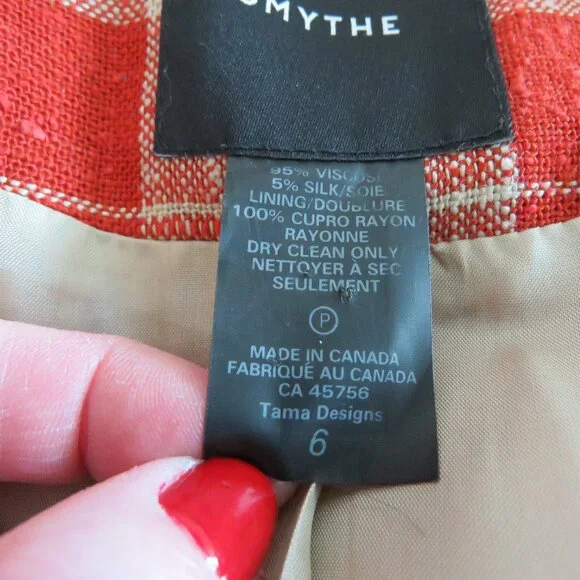 SMYTHE
95% VISCOSE
5% SILK/SOIE
LINING/DOUBLURE
100% CUPRO RAYON
RAYONNE
DRY CLEAN ONLY
NETTOYER À SEC
SEULEMENT
P
MADE IN CANADA
FABRIQUÉ AU CANADA
CA 45756
Tama Designs
6